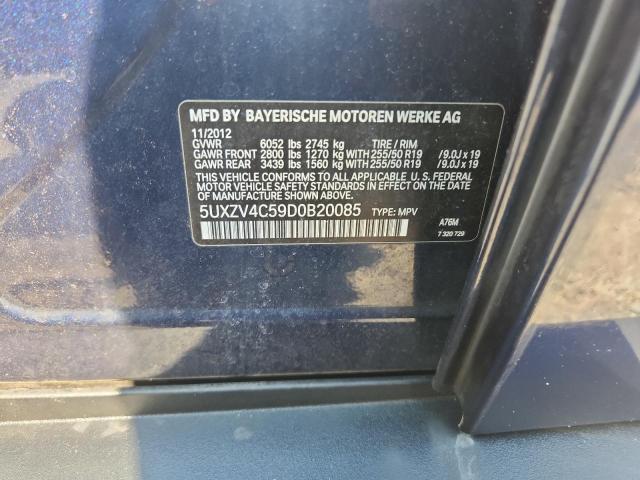 MFD BY BAYERISCHE MOTOREN WERKE AG
11/2012
GVWR 6052 lbs 2745 kg TIRE / RIM
GAWR FRONT 2800 lbs 1270 kg WITH 255/50 R19 /9.0J x 19
GAWR REAR 3439 lbs 1560 kg WITH 255/50 R19 /9.0J x 19
THIS VEHICLE CONFORMS TO ALL APPLICABLE U.S. FEDERAL
MOTOR VEHICLE SAFETY STANDARDS IN EFFECT ON THE
DATE OF MANUFACTURE SHOWN ABOVE.
5UXZV4C59D0B20085 TYPE: MPV
A76M
7 320 729